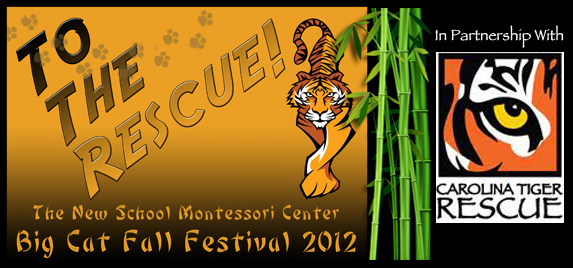 TO
THE
RESCUE!
The New School Montessori Center
Big Cat Fall Festival 2012
In Partnership With
CAROLINA TIGER
RESCUE